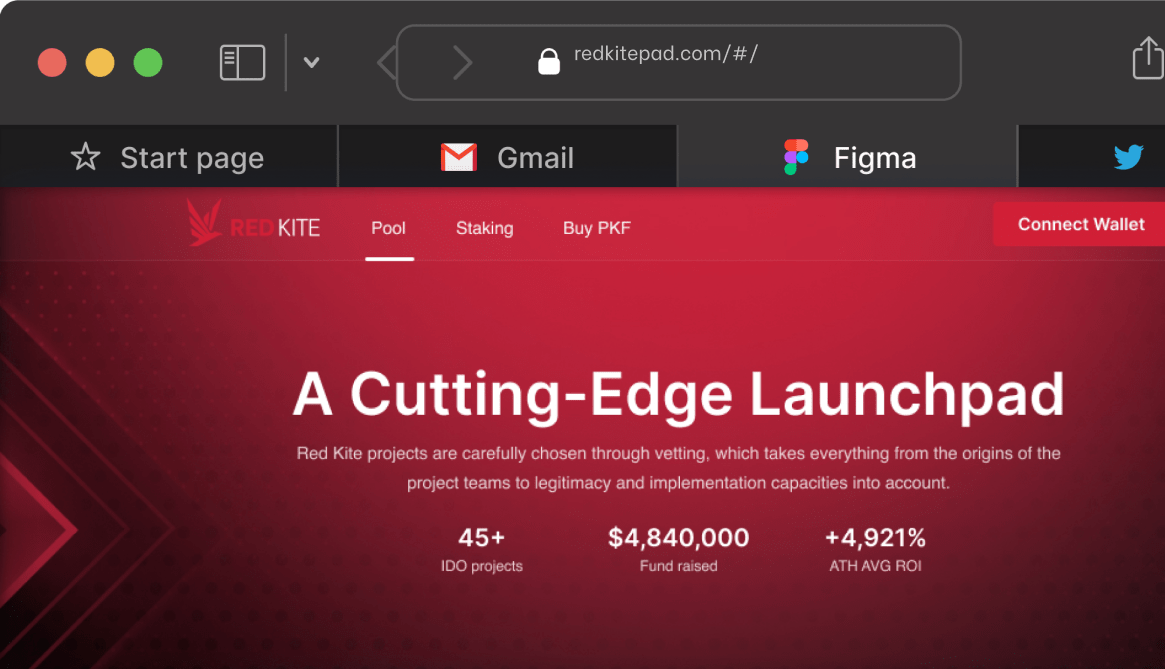 redkitepad.com/#/
Start page Gmail Figma
RED KITE Pool Staking Buy PKF Connect Wallet
A Cutting-Edge Launchpad
Red Kite projects are carefully chosen through vetting, which takes everything from the origins of the
project teams to legitimacy and implementation capacities into account.
45+ $4,840,000 +4,921%
IDO projects Fund raised ATH AVG ROI